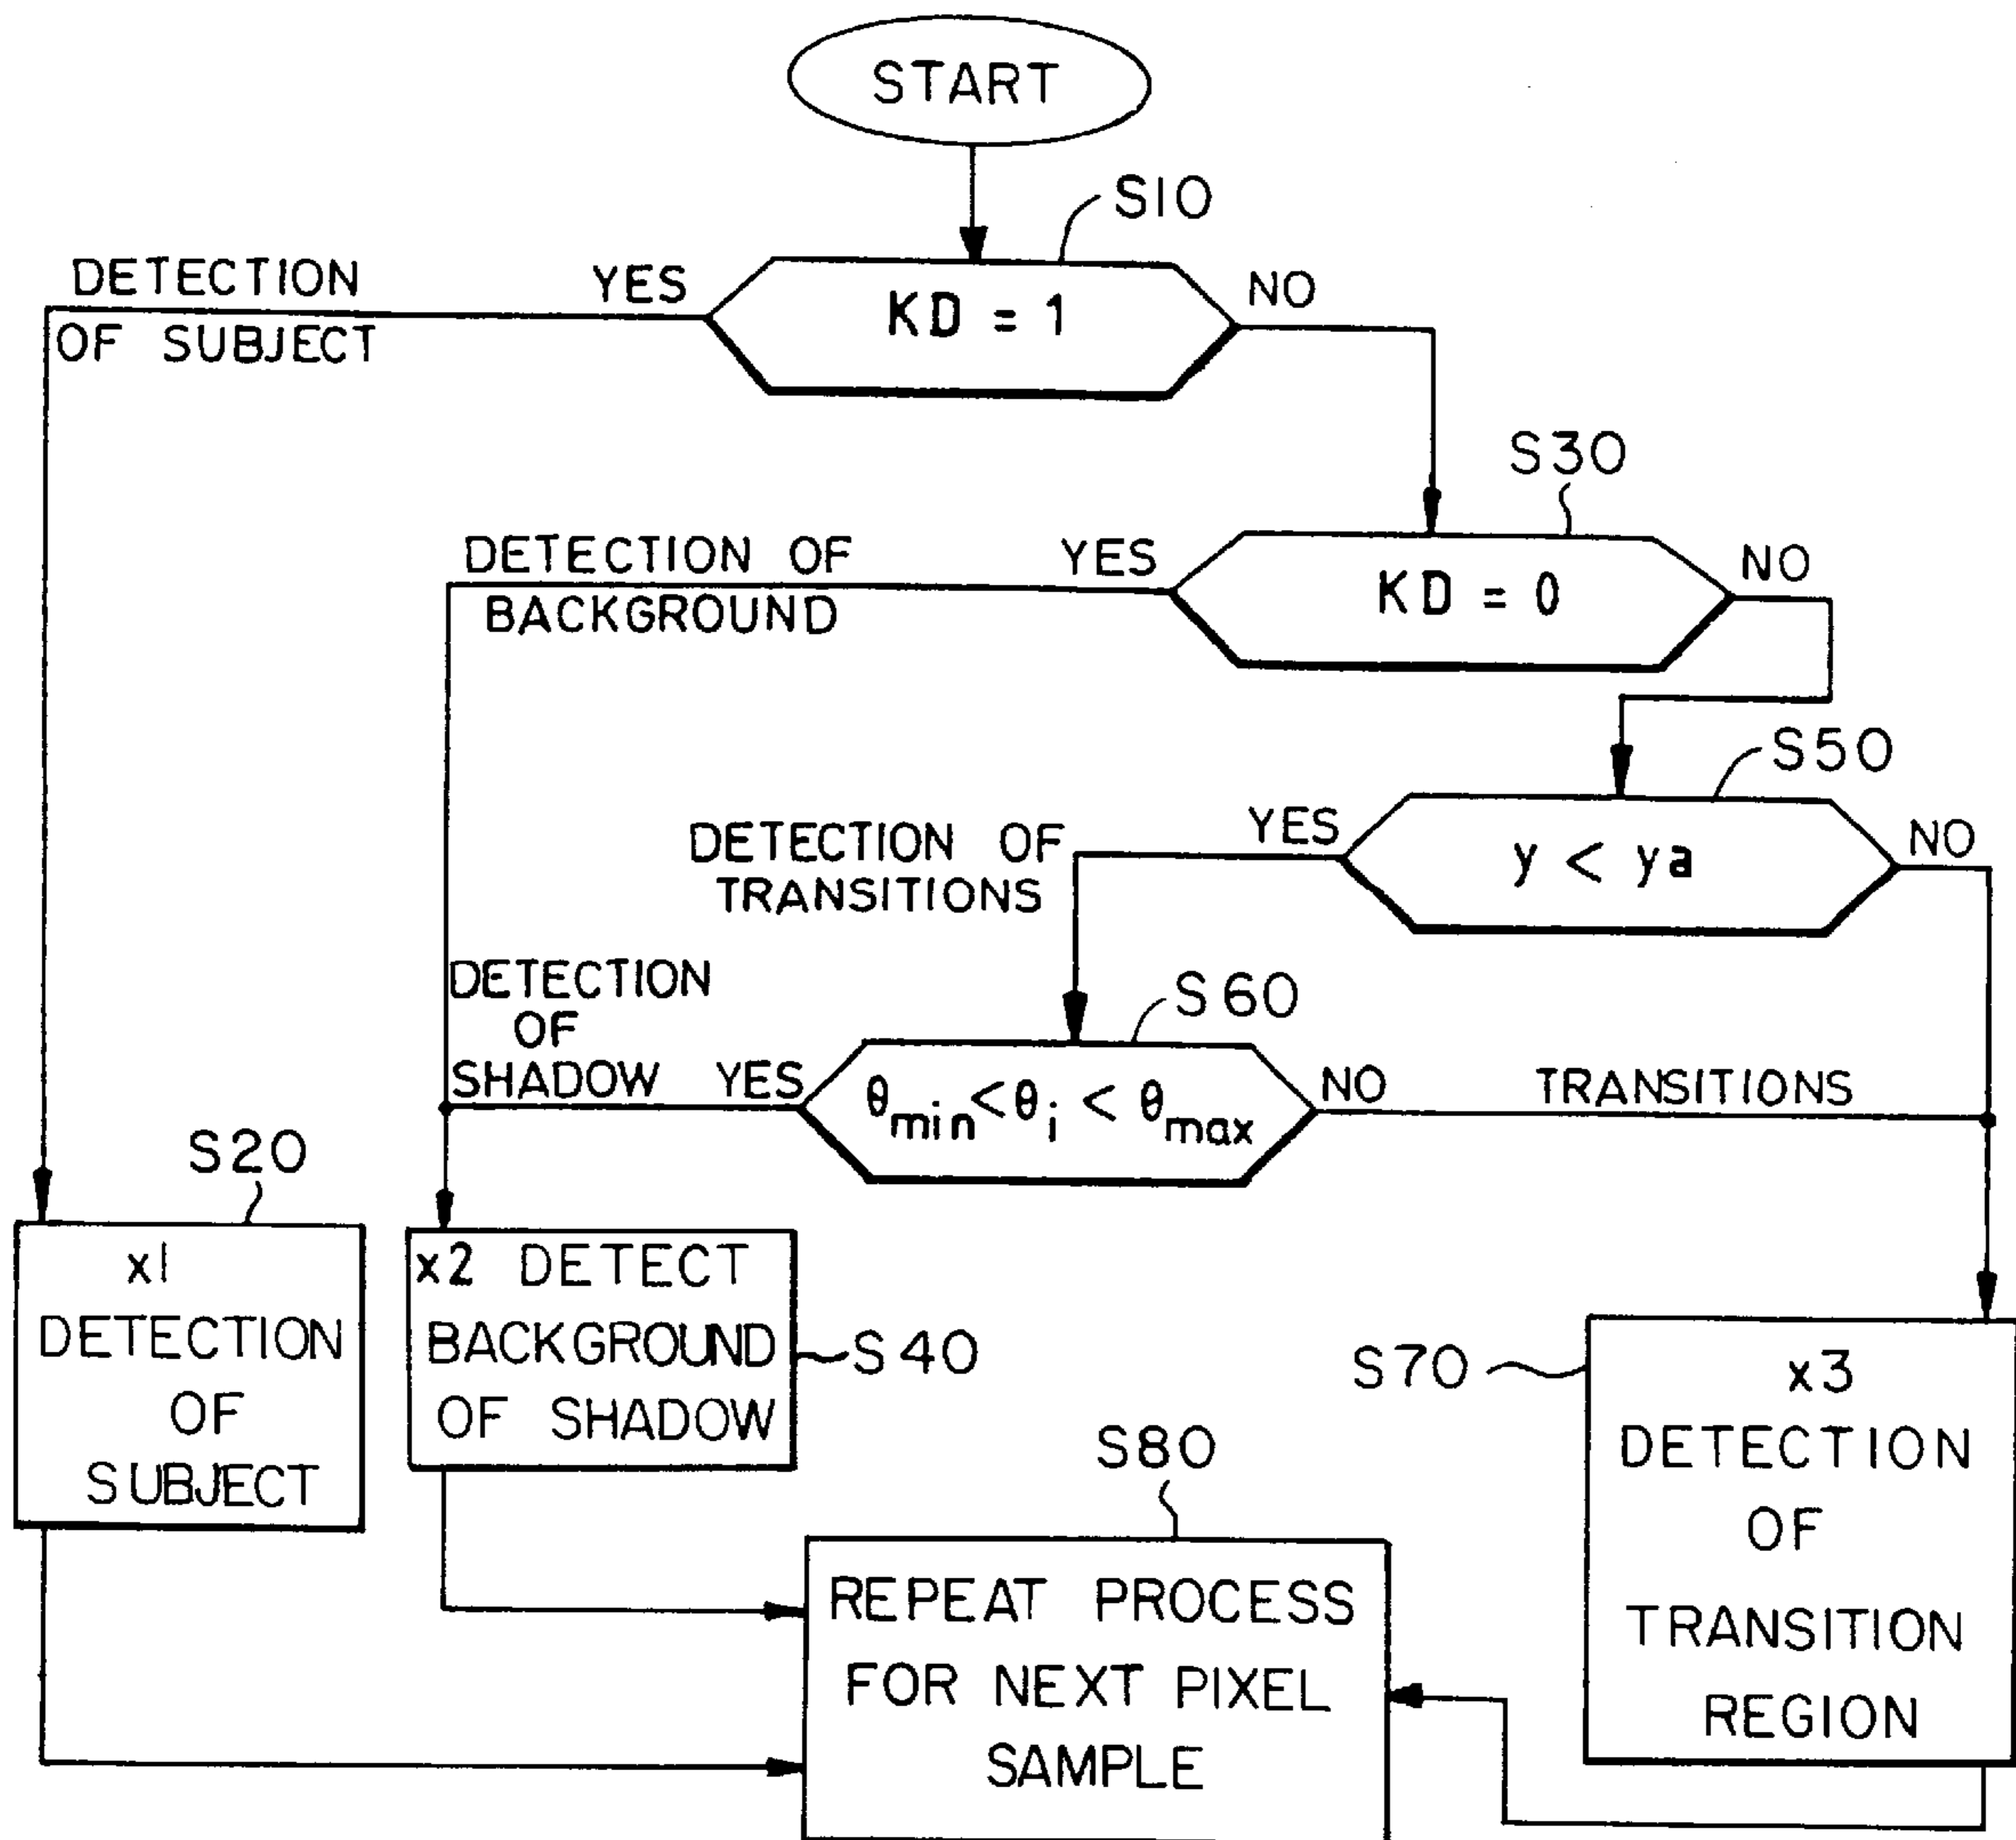 START
S10
DETECTION
OF SUBJECT
YES
KD = 1
NO
S30
DETECTION OF
BACKGROUND
YES
KD = 0
NO
S50
DETECTION OF
TRANSITIONS
YES
y < ya
NO
DETECTION
OF
SHADOW
YES
S60
θmin<θi < θmax
NO
TRANSITIONS
S20
x1
DETECTION
OF
SUBJECT
x2 DETECT
BACKGROUND
OF SHADOW
S40
S70
x3
DETECTION
OF
TRANSITION
REGION
S80
REPEAT PROCESS
FOR NEXT PIXEL
SAMPLE